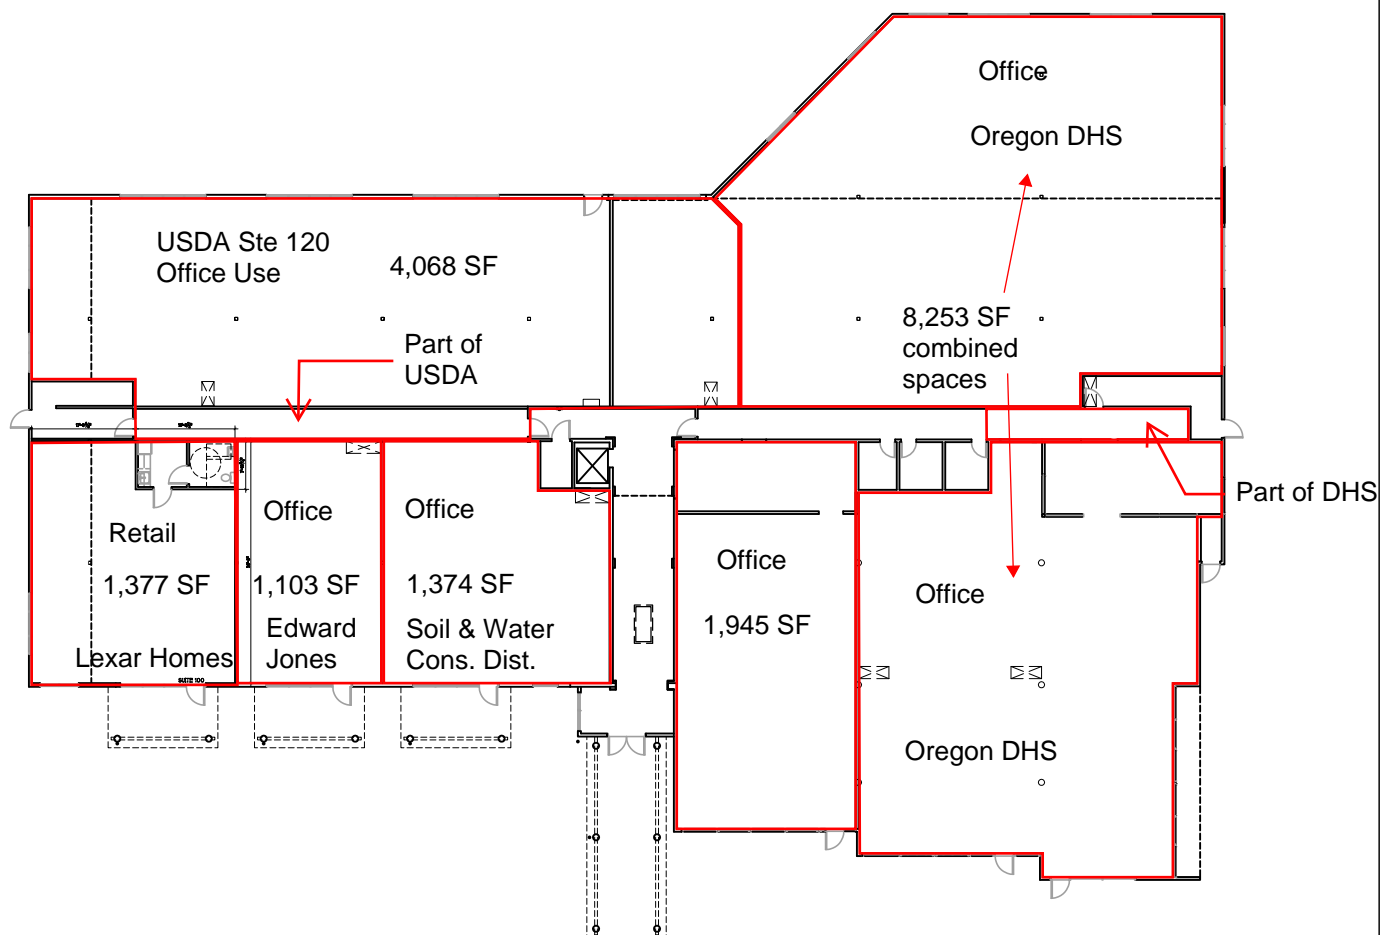 Office
Oregon DHS
USDA Ste 120
Office Use
4,068 SF
8,253 SF
combined
spaces
Part of
USDA
Part of DHS
Retail
1,377 SF
Lexar Homes
SUITE 100
Office
1,103 SF
Edward
Jones
Office
1,374 SF
Soil & Water
Cons. Dist.
Office
1,945 SF
Office
Oregon DHS